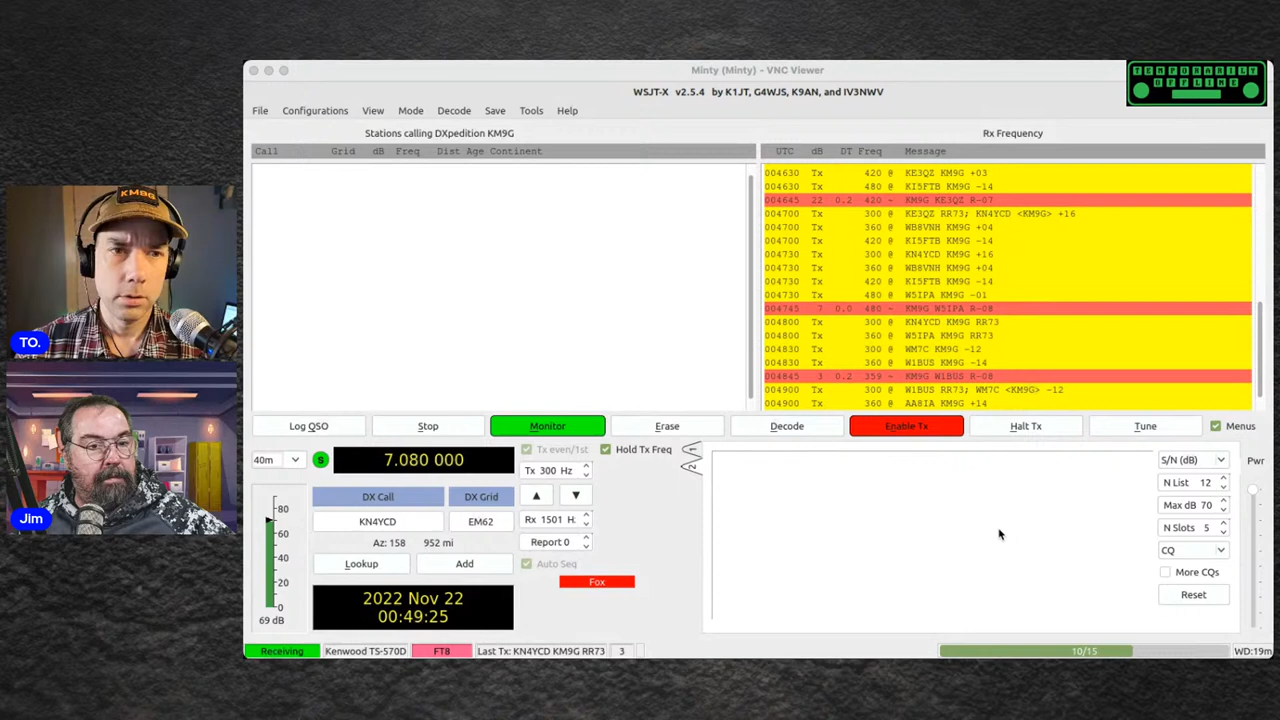 Minty (Minty) - VNC Viewer
TEMPORARILY
OFFLINE
WSJT-X v2.5.4 by K1JT, G4WJS, K9AN, and IV3NWV
File Configurations View Mode Decode Save Tools Help
Stations calling DXpedition KM9G
Rx Frequency
Call Grid dB Freq Dist Age Continent
UTC dB DT Freq Message
004630 Tx 420 @ KE3QZ KM9G +03
004630 Tx 480 @ KI5FTB KM9G -14
004645 22 0.2 420 ~ KM9G KE3QZ R-07
004700 Tx 300 @ KE3QZ RR73; KN4YCD <KM9G> +16
004700 Tx 360 @ WB8VNH KM9G +04
004700 Tx 420 @ KI5FTB KM9G -14
004730 Tx 300 @ KN4YCD KM9G +16
004730 Tx 360 @ WB8VNH KM9G +04
004730 Tx 420 @ KI5FTB KM9G -14
004730 Tx 480 @ W5IPA KM9G -01
004745 7 0.0 480 ~ KM9G W5IPA R-08
004800 Tx 300 @ KN4YCD KM9G RR73
004800 Tx 360 @ W5IPA KM9G RR73
004830 Tx 300 @ WM7C KM9G -12
004830 Tx 360 @ W1BUS KM9G -14
004845 3 0.2 359 ~ KM9G W1BUS R-08
004900 Tx 300 @ W1BUS RR73; WM7C <KM9G> -12
004900 Tx 360 @ AA8IA KM9G +14
KM9G
TO.
Jim
Log QSO Stop Monitor Erase Decode Enable Tx Halt Tx Tune Menus
40m S 7.080 000
Tx even/1st Hold Tx Freq
Tx 300 Hz
1
2
DX Call DX Grid
KN4YCD EM62
Rx 1501 H:
Az: 158 952 mi
Report 0
Lookup Add
Auto Seq
Fox
80
60
40
20
0
69 dB
2022 Nov 22
00:49:25
S/N (dB)
Pwr
N List 12
Max dB 70
N Slots 5
CQ
More CQs
Reset
Receiving Kenwood TS-570D FT8 Last Tx: KN4YCD KM9G RR73 3 10/15 WD:19m